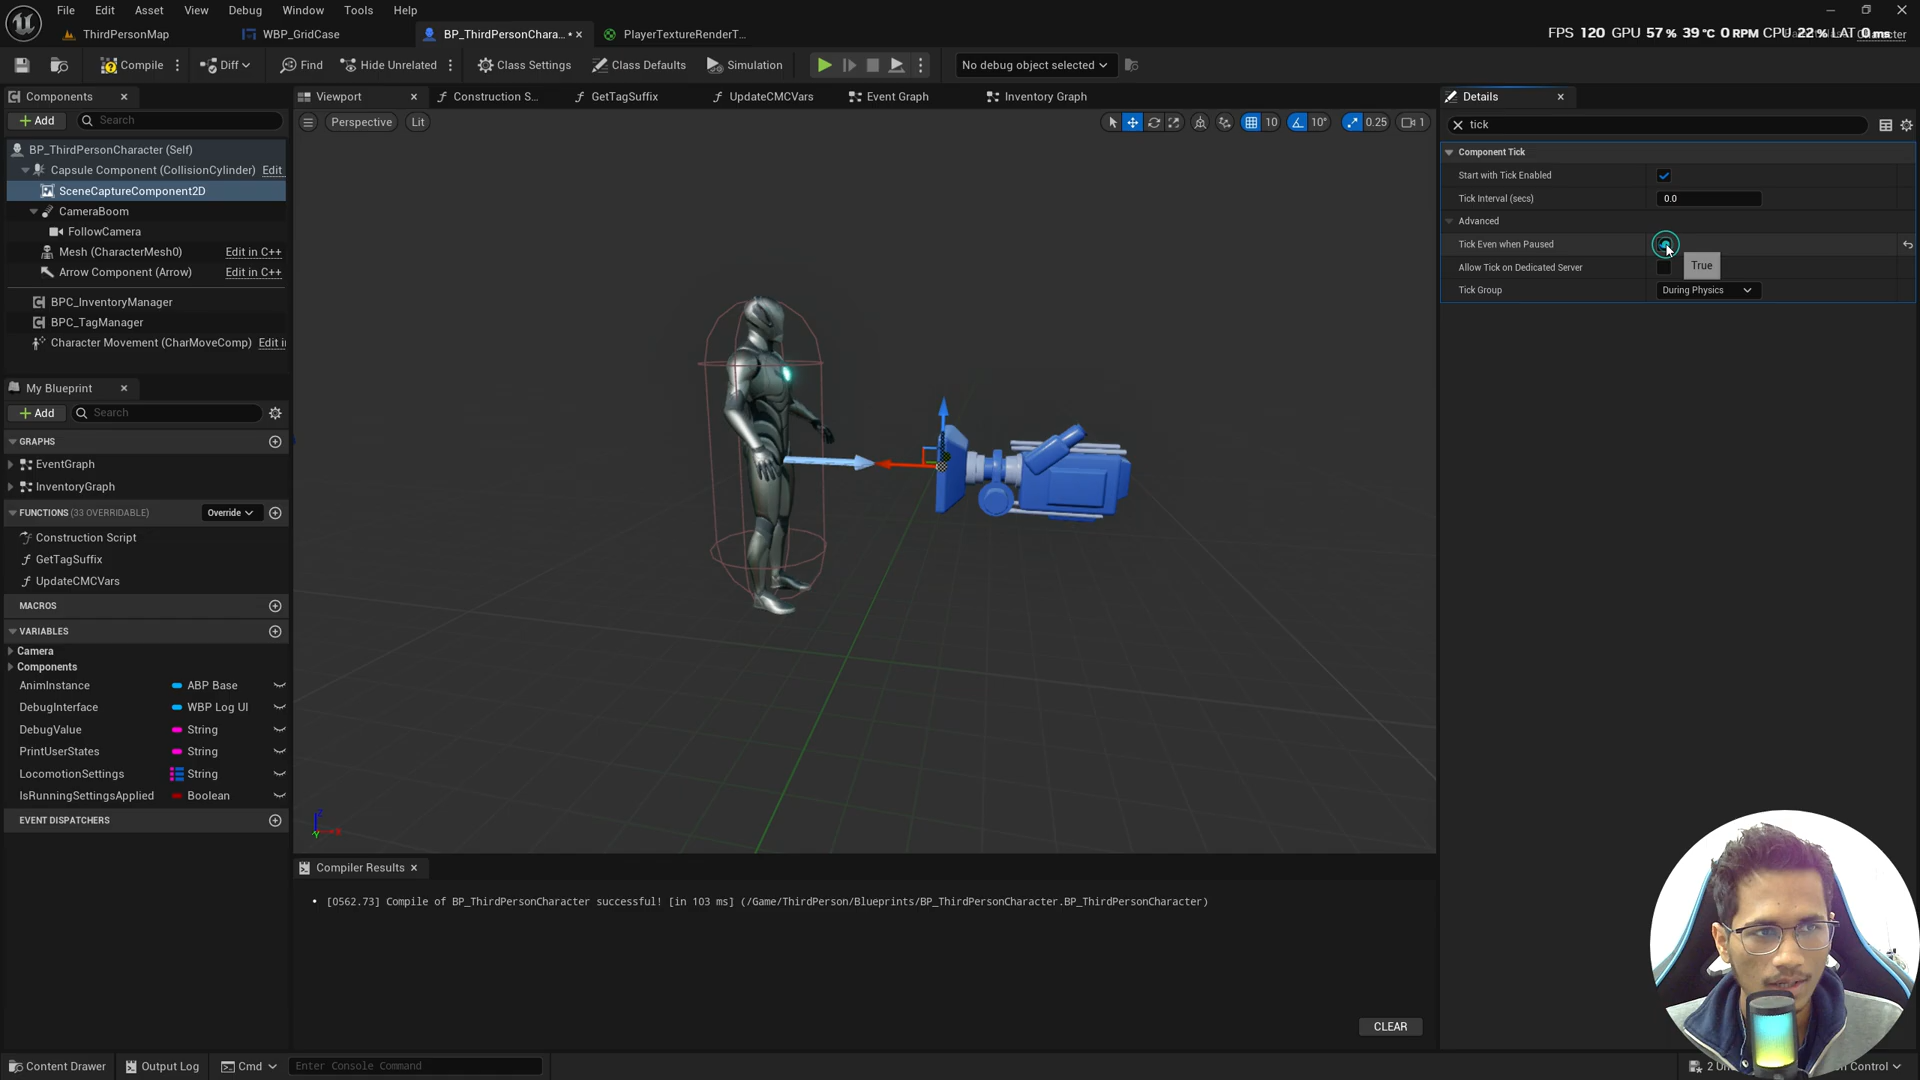 File Edit Asset View Debug Window Tools Help
ThirdPersonMap WBP_GridCase BP_ThirdPersonChara... • PlayerTextureRenderT...
FPS 120 GPU 57 % 39 °C 0 RPM CPU 22 % LAT 0 ms
Compile Diff Find Hide Unrelated Class Settings Class Defaults Simulation No debug object selected
Components
Add Search
BP_ThirdPersonCharacter (Self)
Capsule Component (CollisionCylinder) Edit
SceneCaptureComponent2D
CameraBoom
FollowCamera
Mesh (CharacterMesh0) Edit in C++
Arrow Component (Arrow) Edit in C++
BPC_InventoryManager
BPC_TagManager
Character Movement (CharMoveComp) Edit i
My Blueprint
Add Search
GRAPHS
EventGraph
InventoryGraph
FUNCTIONS (33 OVERRIDABLE) Override
Construction Script
GetTagSuffix
UpdateCMCVars
MACROS
VARIABLES
Camera
Components
AnimInstance ABP Base
DebugInterface WBP Log UI
DebugValue String
PrintUserStates String
LocomotionSettings String
IsRunningSettingsApplied Boolean
EVENT DISPATCHERS
Viewport Construction S... GetTagSuffix UpdateCMCVars Event Graph Inventory Graph
Perspective Lit 10 10° 0.25 1
Compiler Results
• [0562.73] Compile of BP_ThirdPersonCharacter successful! [in 103 ms] (/Game/ThirdPerson/Blueprints/BP_ThirdPersonCharacter.BP_ThirdPersonCharacter)
CLEAR
Details
tick
Component Tick
Start with Tick Enabled
Tick Interval (secs) 0.0
Advanced
Tick Even when Paused
True
Allow Tick on Dedicated Server
Tick Group During Physics
Content Drawer Output Log Cmd Enter Console Command
2 Un
n Control